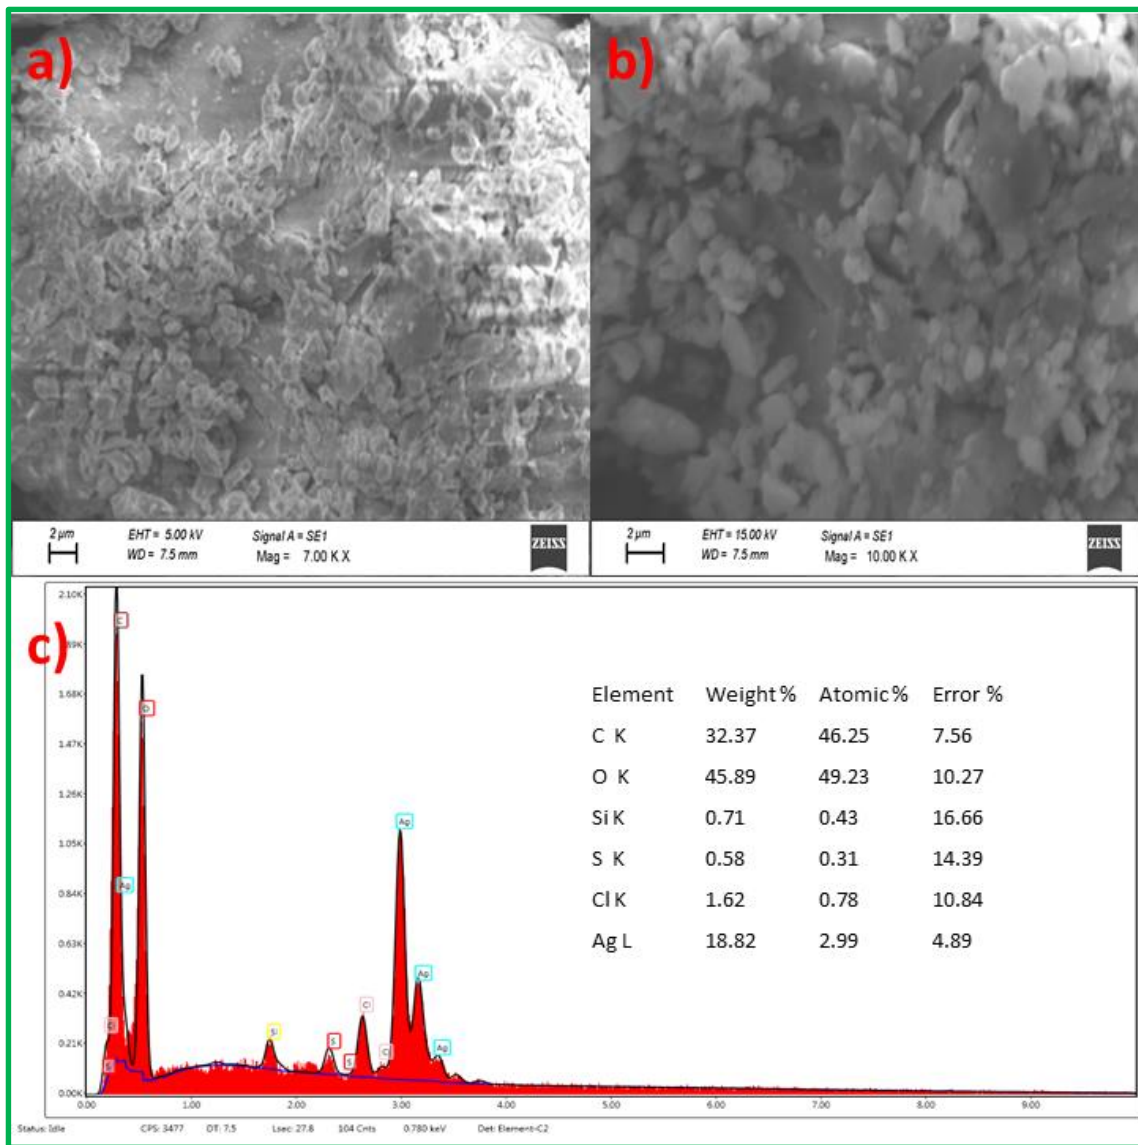 a)
b)
2 µm
EHT = 5.00 kV
Signal A = SE1
WD = 7.5 mm
Mag = 7.00 K X
ZEISS
2 µm
EHT = 15.00 kV
Signal A = SE1
WD = 7.5 mm
Mag = 10.00 K X
ZEISS
c)
2.10K
1.68K
1.47K
1.26K
1.05K
0.84K
0.63K
0.42K
0.21K
0.00K
C
O
Ag
Cl
S
Si
S
S
Cl
Cl
Ag
Ag
Ag
0.00 1.00 2.00 3.00 4.00 5.00 6.00 7.00 8.00 9.00
Element Weight % Atomic % Error %
C K 32.37 46.25 7.56
O K 45.89 49.23 10.27
Si K 0.71 0.43 16.66
S K 0.58 0.31 14.39
Cl K 1.62 0.78 10.84
Ag L 18.82 2.99 4.89
Status: Idle CPS: 3477 DT: 7.5 Lsec: 27.8 104 Cnts 0.780 keV Det: Element-C2